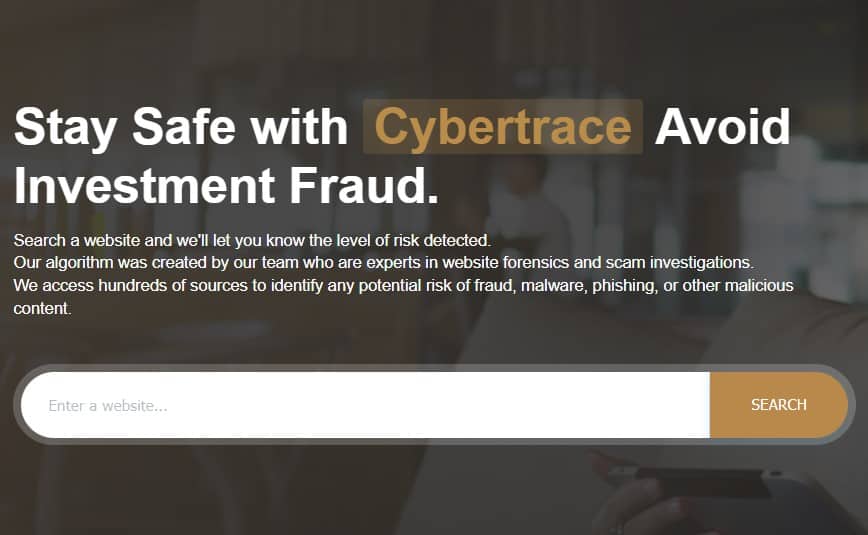 Stay Safe with Cybertrace Avoid
Investment Fraud.
Search a website and we'll let you know the level of risk detected.
Our algorithm was created by our team who are experts in website forensics and scam investigations.
We access hundreds of sources to identify any potential risk of fraud, malware, phishing, or other malicious
content.
Enter a website...
SEARCH